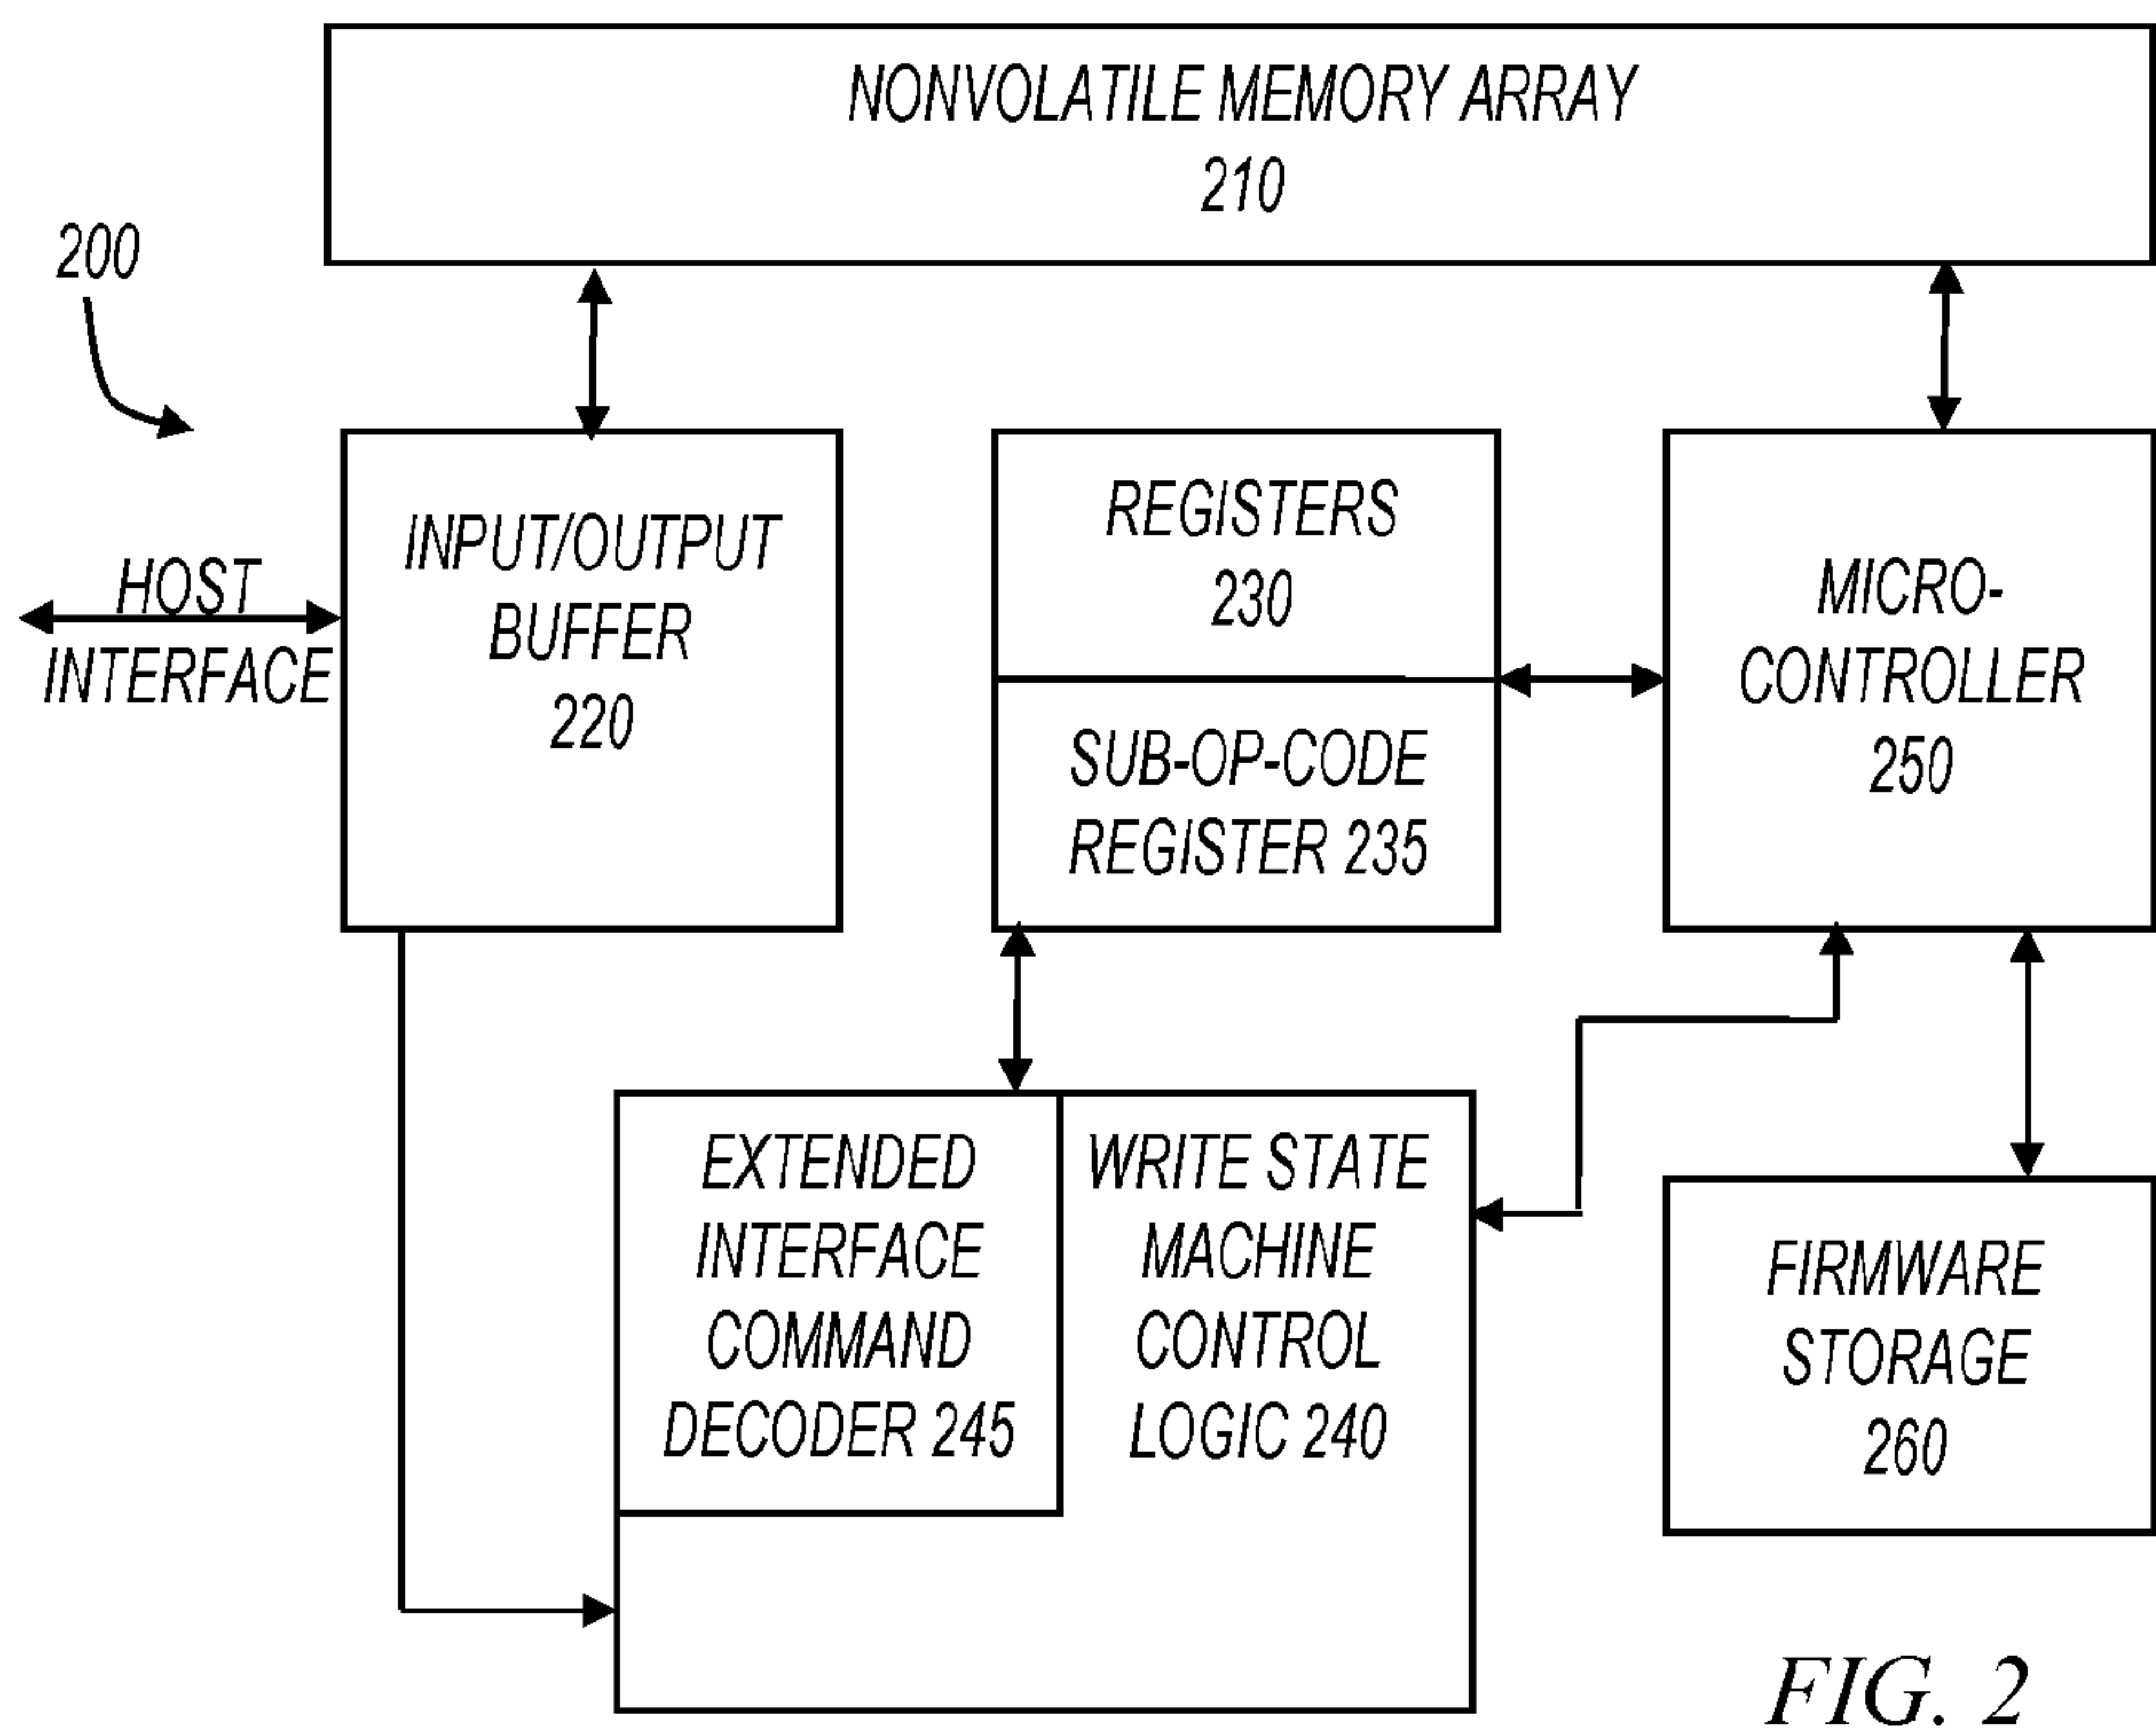 NONVOLATILE MEMORY ARRAY
210
200
HOST
INTERFACE
INPUT/OUTPUT
BUFFER
220
REGISTERS
230
SUB-OP-CODE
REGISTER 235
MICRO-
CONTROLLER
250
EXTENDED
INTERFACE
COMMAND
DECODER 245
WRITE STATE
MACHINE
CONTROL
LOGIC 240
FIRMWARE
STORAGE
260
FIG. 2